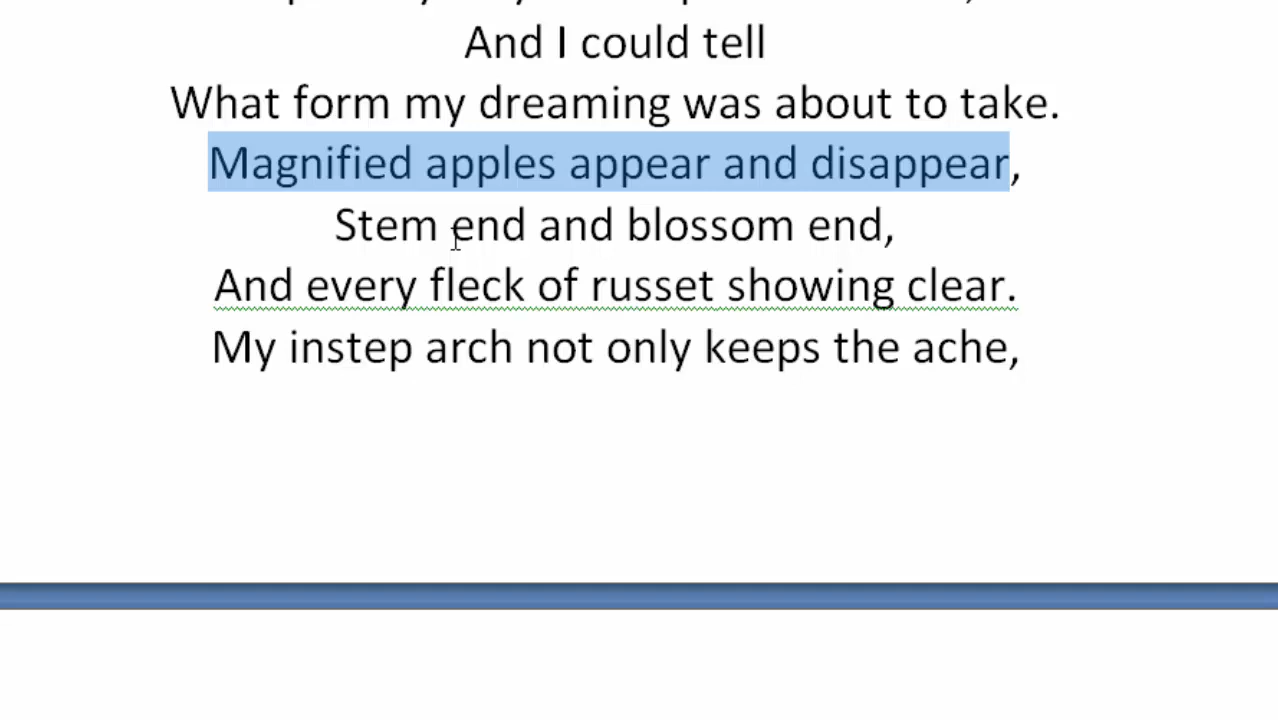 And I could tell
What form my dreaming was about to take.
Magnified apples appear and disappear,
Stem end and blossom end,
And every fleck of russet showing clear.
My instep arch not only keeps the ache,